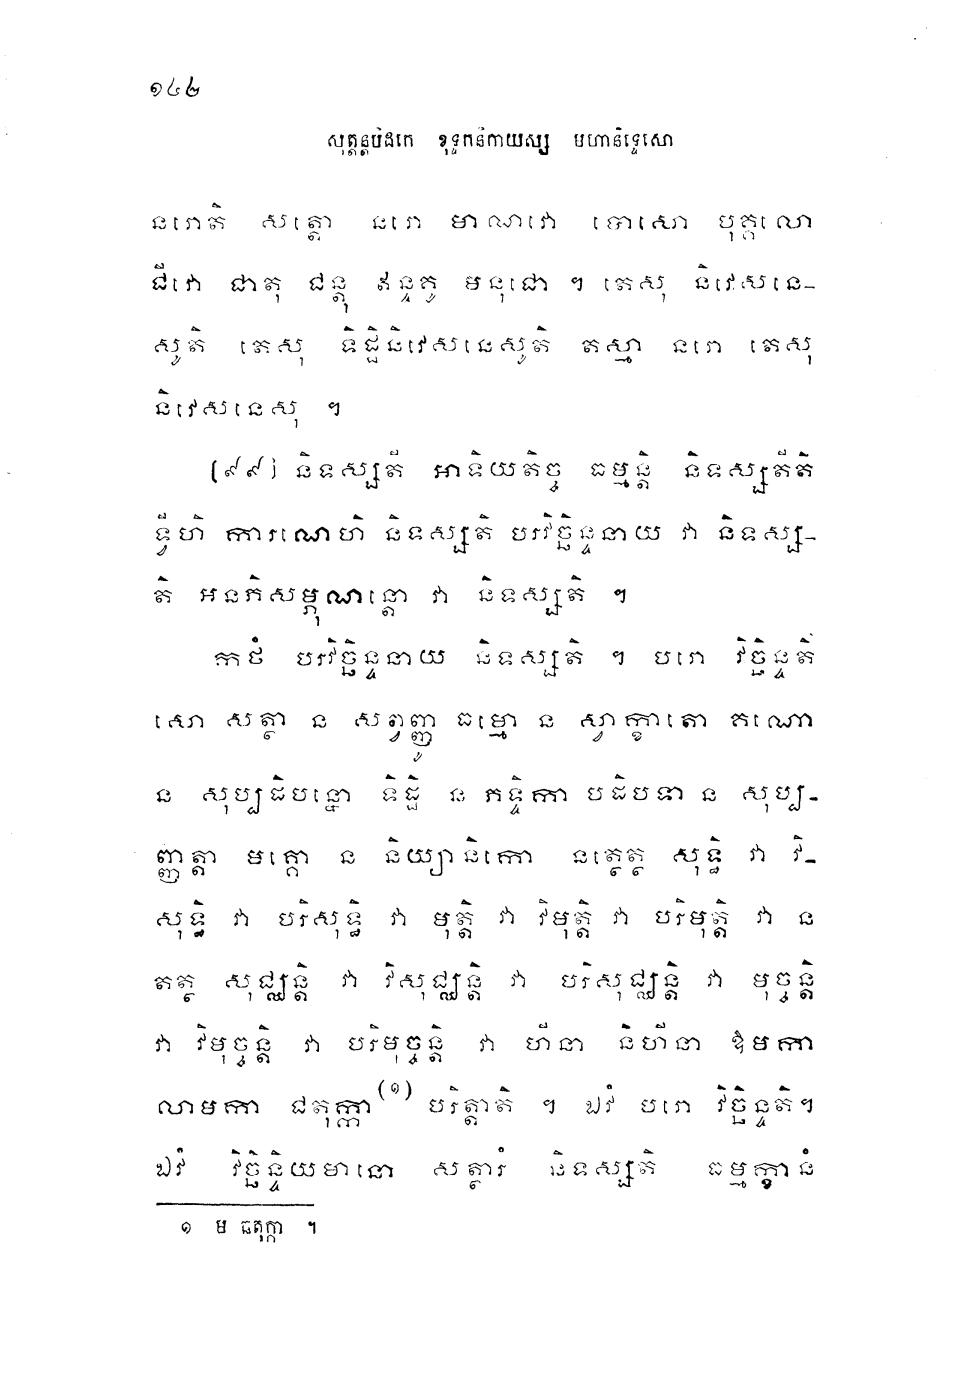 ១៤២
សុត្តន្តបិដកេ ខុទ្ទកនិកាយស្ស មហានិទ្ទេសោ
នរោតិ សត្តោ នរោ មាណវោ បោសោ បុគ្គលោ
ជីវោ ជាតុ ជន្តុ ឥន្ទគូ មនុជោ ។ តេសុ និវេសនេ-
សូតិ តេសុ ទិដ្ឋិនិវេសនេសូតិ តស្មា នរោ តេសុ
និវេសនេសុ ។
(៩៩) និទស្សតី អាទិយតិច្ច ធម្មន្តិ និទស្សតីតិ
ទ្វីហិ ការណេហិ និទស្សតិ បរវិច្ឆិន្ទនាយ វា និទស្ស-
តិ អនភិសម្ភុណន្តោ វា និទស្សតិ ។
កថំ បរវិច្ឆិន្ទនាយ និទស្សតិ ។ បរោ វិច្ឆិន្ទតិ
សោ សត្ថា ន សព្វញ្ញូ ធម្មោ ន ស្វាក្ខាតោ គណោ
ន សុប្បដិបន្នោ ទិដ្ឋិ ន ភទ្ទិកា បដិបទា ន សុប្ប-
ញ្ញត្តា មគ្គោ ន និយ្យានិកោ នត្ថេត្ថ សុទ្ធិ វា វិ-
សុទ្ធិ វា បរិសុទ្ធិ វា មុត្តិ វា វិមុត្តិ វា បរិមុត្តិ វា ន
តត្ថ សុជ្ឈន្តិ វា វិសុជ្ឈន្តិ វា បរិសុជ្ឈន្តិ វា មុច្ចន្តិ
វា វិមុច្ចន្តិ វា បរិមុច្ចន្តិ វា ហីនា និហីនា ឱមកា
លាមកា ជតុក្កា(១) បរិត្តាតិ ។ ឯវំ បរោ វិច្ឆិន្ទតិ។
ឯវំ វិច្ឆិន្ទិយមានោ សត្ថារំ និទស្សតិ ធម្មក្ខានំ
១ ម ឆតុក្កា ។